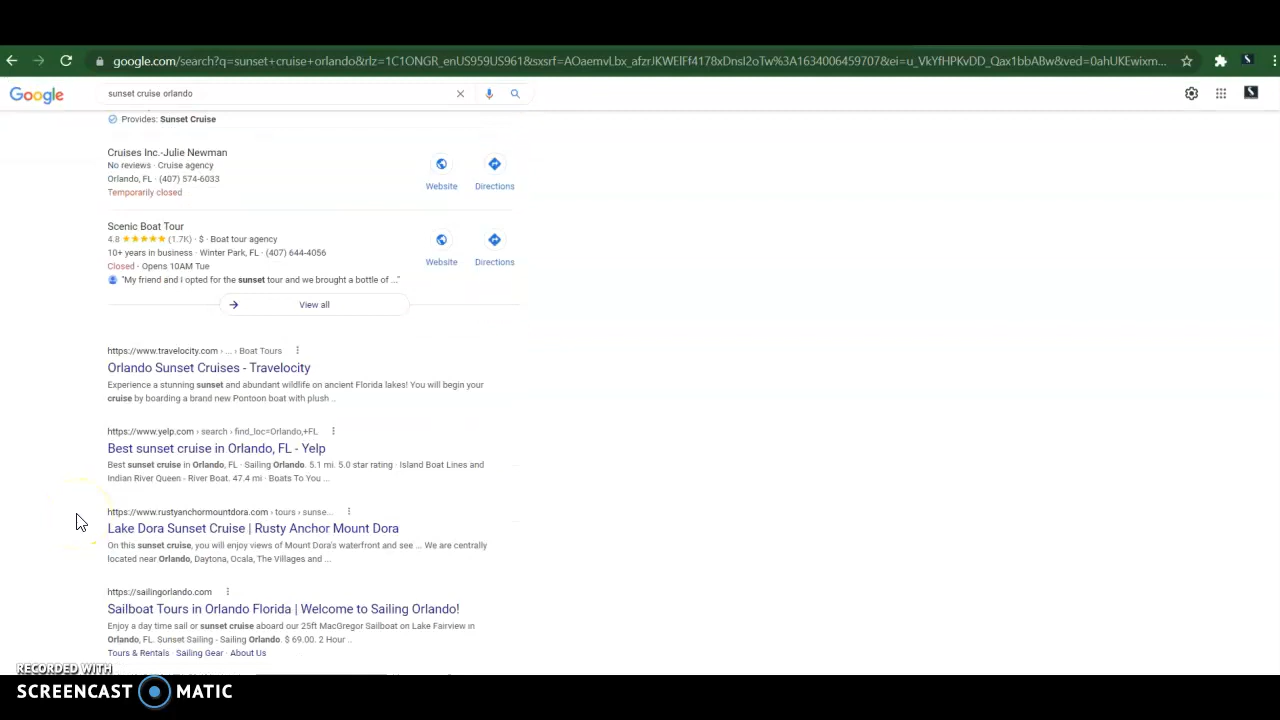 google.com/search?q=sunset+cruise+orlando&rlz=1C1ONGR_enUS959US961&sxsrf=AOaemvLbx_afzrJKWElFf4178xDnsI2oTw%3A1634006459707&ei=u_VkYfHPKvDD_Qax1bbABw&ved=0ahUKEwixm...
Google
sunset cruise orlando
Provides: Sunset Cruise
Cruises Inc.-Julie Newman
No reviews · Cruise agency
Orlando, FL · (407) 574-6033
Temporarily closed
Website
Directions
Scenic Boat Tour
4.8 (1.7K) · $ · Boat tour agency
10+ years in business · Winter Park, FL · (407) 644-4056
Closed · Opens 10AM Tue
"My friend and I opted for the sunset tour and we brought a bottle of ..."
Website
Directions
View all
https://www.travelocity.com › ... › Boat Tours
Orlando Sunset Cruises - Travelocity
Experience a stunning sunset and abundant wildlife on ancient Florida lakes! You will begin your
cruise by boarding a brand new Pontoon boat with plush ..
https://www.yelp.com › search › find_loc=Orlando,+FL
Best sunset cruise in Orlando, FL - Yelp
Best sunset cruise in Orlando, FL · Sailing Orlando. 5.1 mi. 5.0 star rating · Island Boat Lines and
Indian River Queen - River Boat. 47.4 mi · Boats To You ...
https://www.rustyanchormountdora.com › tours › sunse...
Lake Dora Sunset Cruise | Rusty Anchor Mount Dora
On this sunset cruise, you will enjoy views of Mount Dora's waterfront and see ... We are centrally
located near Orlando, Daytona, Ocala, The Villages and ...
https://sailingorlando.com
Sailboat Tours in Orlando Florida | Welcome to Sailing Orlando!
Enjoy a day time sail or sunset cruise aboard our 25ft MacGregor Sailboat on Lake Fairview in
Orlando, FL. Sunset Sailing - Sailing Orlando. $ 69.00. 2 Hour ..
Tours & Rentals · Sailing Gear · About Us
RECORDED WITH
SCREENCAST MATIC